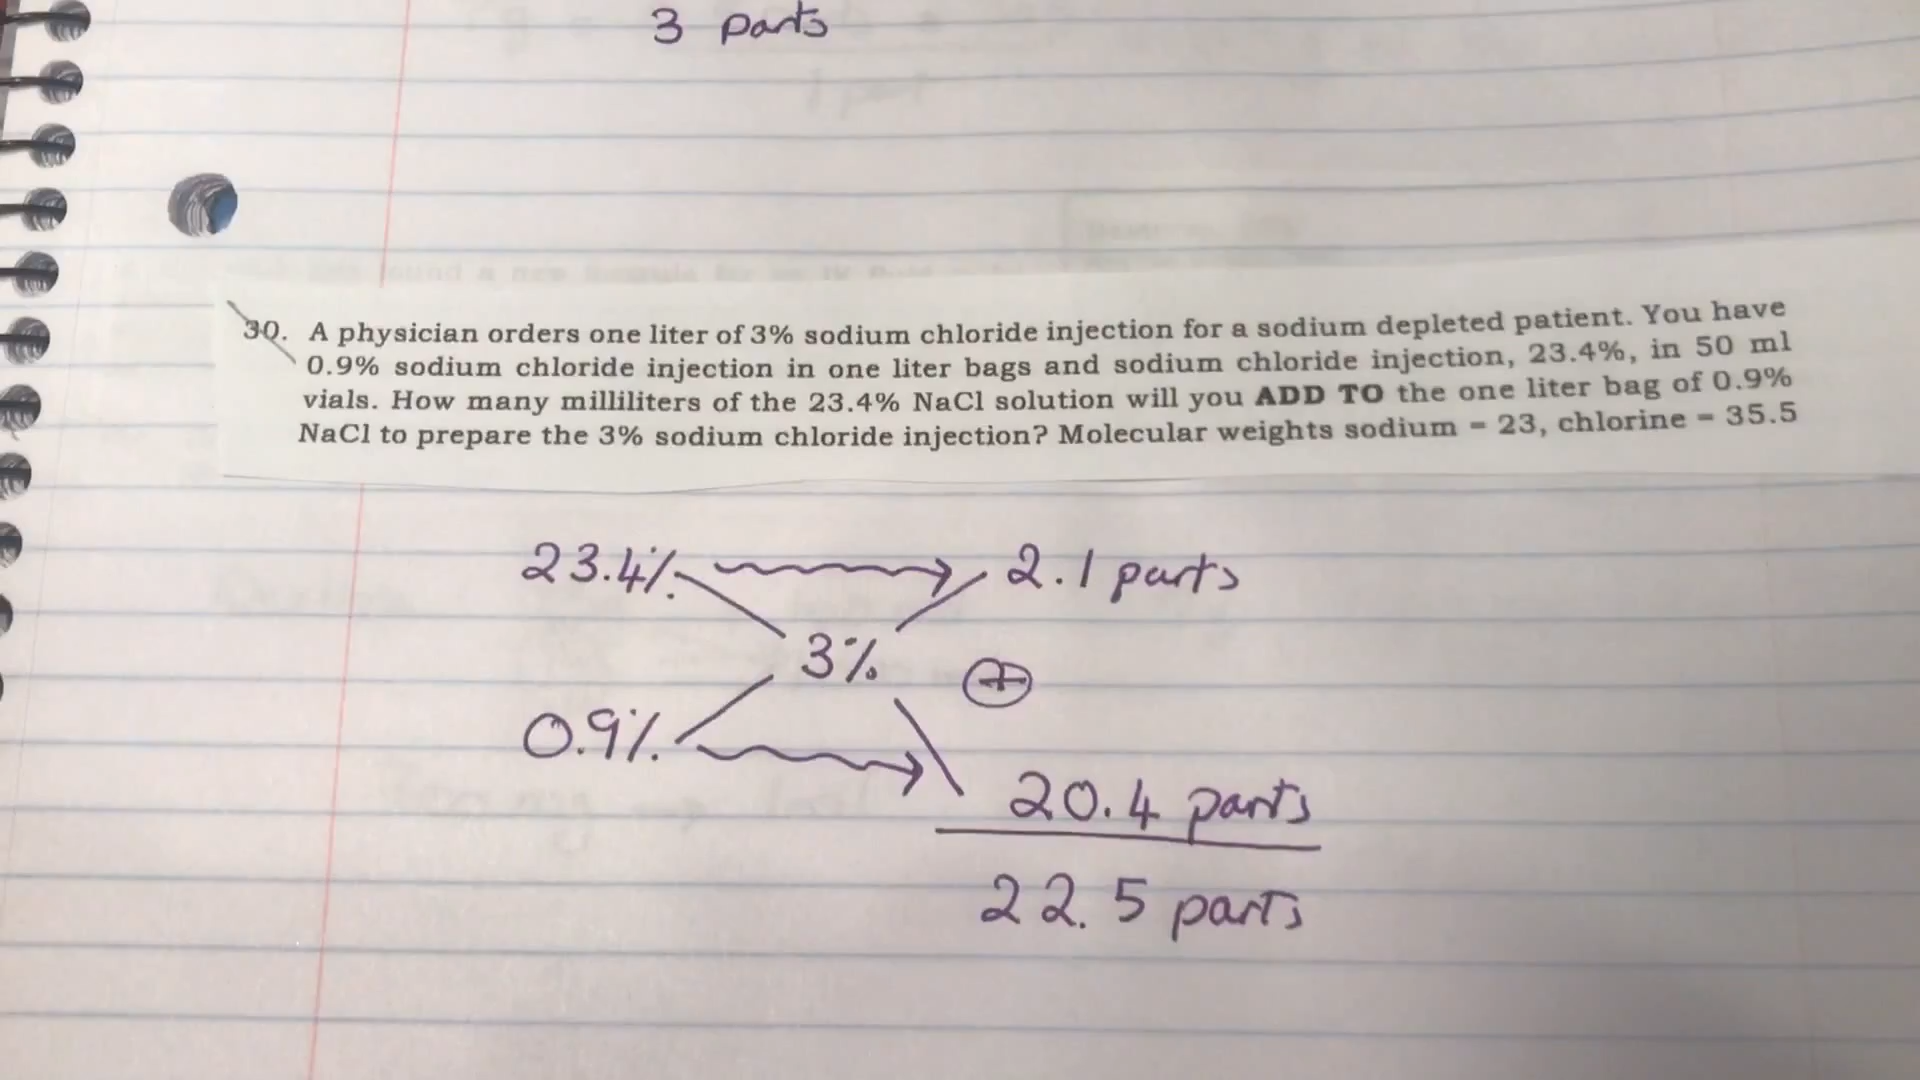 3 parts
30. A physician orders one liter of 3% sodium chloride injection for a sodium depleted patient. You have
0.9% sodium chloride injection in one liter bags and sodium chloride injection, 23.4%, in 50 ml
vials. How many milliliters of the 23.4% NaCl solution will you ADD TO the one liter bag of 0.9%
NaCl to prepare the 3% sodium chloride injection? Molecular weights sodium = 23, chlorine = 35.5
23.4% 2.1 parts
3% +
0.9%
20.4 parts
22.5 parts